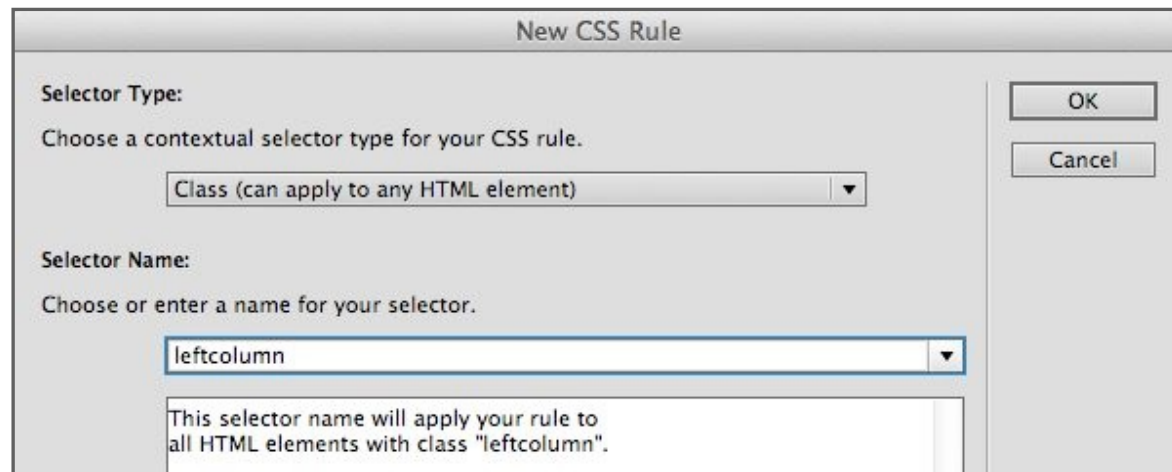 New CSS Rule
Selector Type:
OK
Choose a contextual selector type for your CSS rule.
Cancel
Class (can apply to any HTML element)
Selector Name:
Choose or enter a name for your selector.
leftcolumn
This selector name will apply your rule to
all HTML elements with class "leftcolumn".